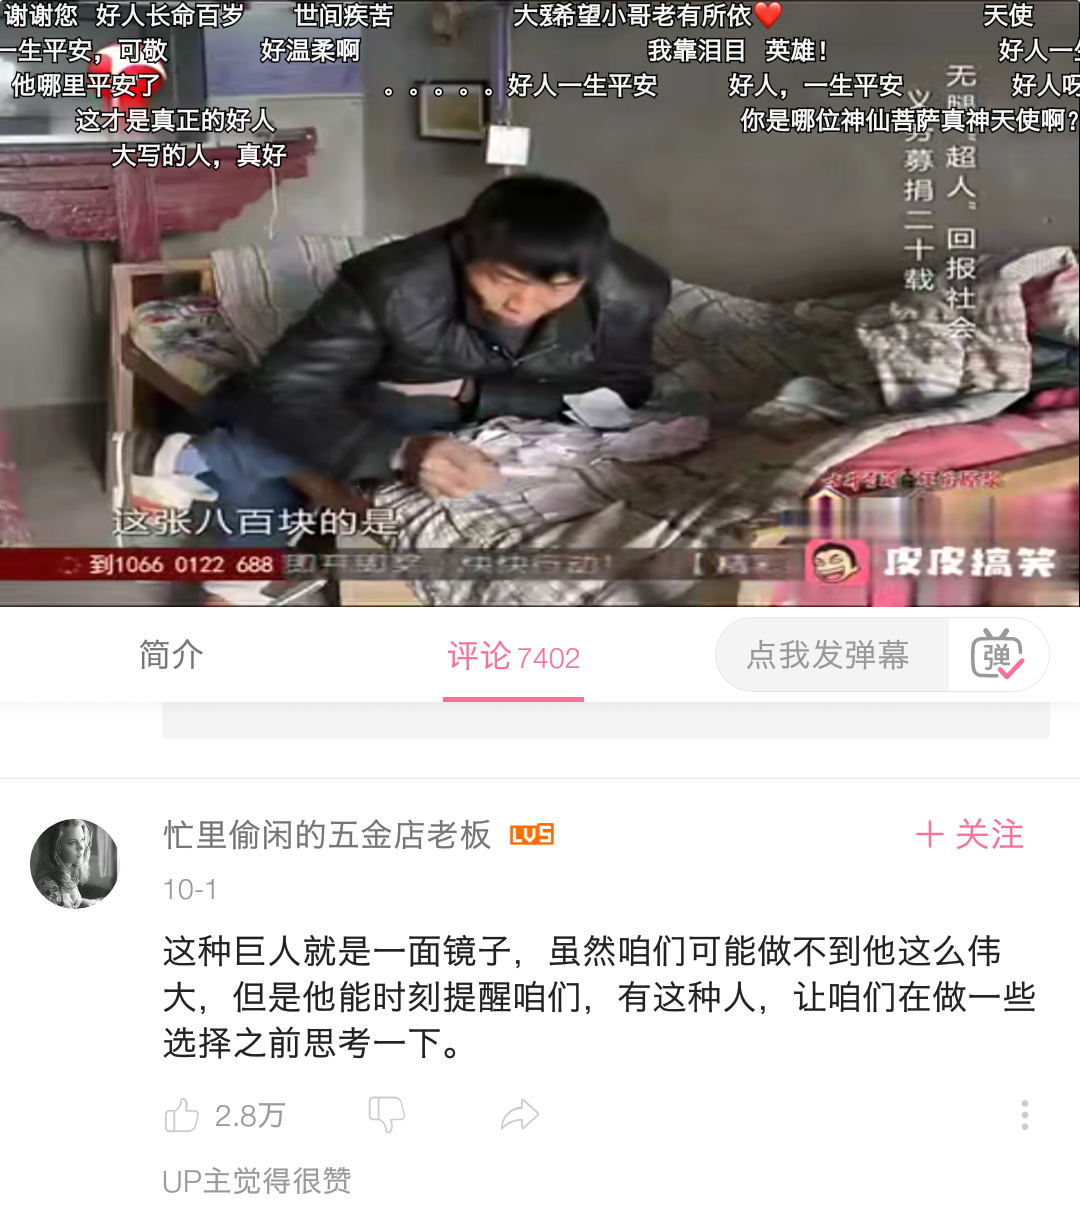 谢谢您 好人长命百岁 世间疾苦 希望小哥老有所依❤️ 天使
一生平安，可敬 好温柔啊 我靠泪目 英雄！ 好人一生
他哪里平安了 。。。。。好人一生平安 好人，一生平安 好人
这才是真正的好人 你是哪位神仙菩萨真神天使啊？
大写的人，真好
无腿“超人”回报社会
义务募捐二十载
这张八百块的是
到1066 0122 688
皮皮搞笑
简介 评论 7402 点我发弹幕 弹
忙里偷闲的五金店老板 LV5 + 关注
10-1
这种巨人就是一面镜子，虽然咱们可能做不到他这么伟
大，但是他能时刻提醒咱们，有这种人，让咱们在做一些
选择之前思考一下。
2.8万
UP主觉得很赞